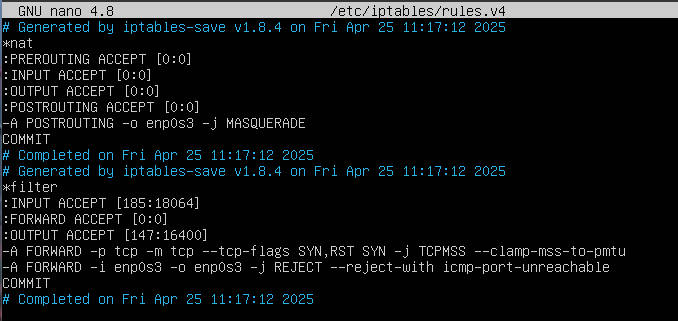 GNU nano 4.8 /etc/iptables/rules.v4
# Generated by iptables-save v1.8.4 on Fri Apr 25 11:17:12 2025
*nat
:PREROUTING ACCEPT [0:0]
:INPUT ACCEPT [0:0]
:OUTPUT ACCEPT [0:0]
:POSTROUTING ACCEPT [0:0]
-A POSTROUTING -o enp0s3 -j MASQUERADE
COMMIT
# Completed on Fri Apr 25 11:17:12 2025
# Generated by iptables-save v1.8.4 on Fri Apr 25 11:17:12 2025
*filter
:INPUT ACCEPT [185:18064]
:FORWARD ACCEPT [0:0]
:OUTPUT ACCEPT [147:16400]
-A FORWARD -p tcp -m tcp --tcp-flags SYN,RST SYN -j TCPMSS --clamp-mss-to-pmtu
-A FORWARD -i enp0s3 -o enp0s3 -j REJECT --reject-with icmp-port-unreachable
COMMIT
# Completed on Fri Apr 25 11:17:12 2025